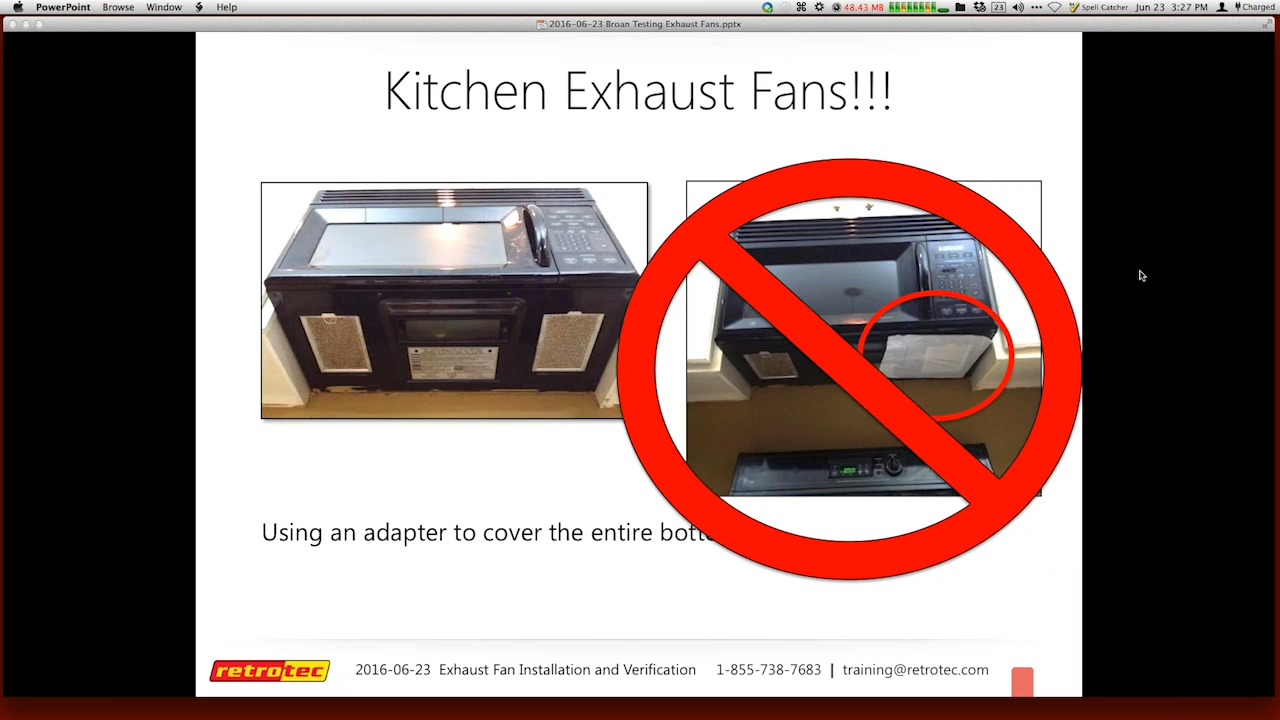 PowerPoint Browse Window Help 48.43 MB 23 Spell Catcher Jun 23 3:27 PM Charged
2016-06-23 Broan Testing Exhaust Fans.pptx
Kitchen Exhaust Fans!!!
Using an adapter to cover the entire bott
retrotec 2016-06-23 Exhaust Fan Installation and Verification 1-855-738-7683 | training@retrotec.com